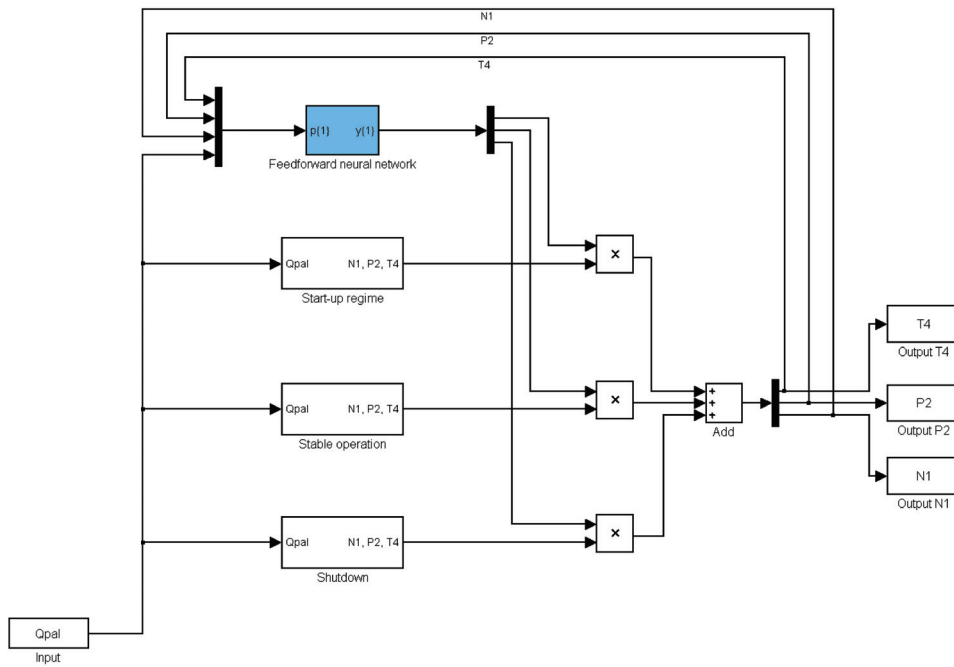 N1
P2
T4
p{1} y{1}
Feedforward neural network
×
Qpal N1, P2, T4
Start-up regime
T4
Output T4
Qpal N1, P2, T4
Stable operation
×
+
+
+
Add
P2
Output P2
N1
Output N1
Qpal N1, P2, T4
Shutdown
×
Qpal
Input